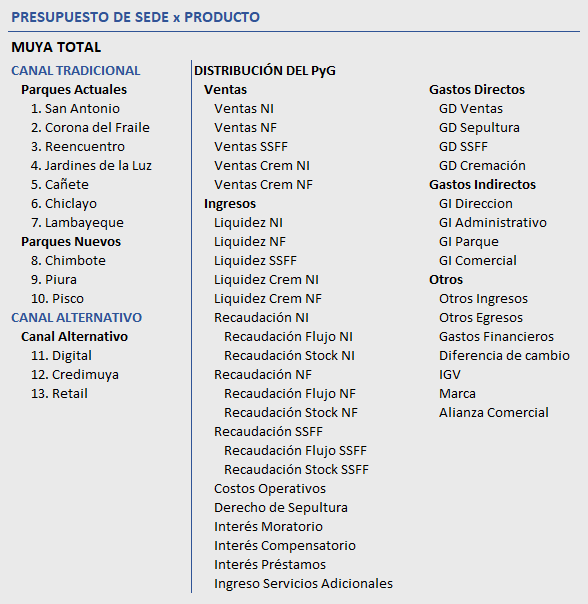 PRESUPUESTO DE SEDE x PRODUCTO
MUYA TOTAL
CANAL TRADICIONAL
Parques Actuales
1. San Antonio
2. Corona del Fraile
3. Reencuentro
4. Jardines de la Luz
5. Cañete
6. Chiclayo
7. Lambayeque
Parques Nuevos
8. Chimbote
9. Piura
10. Pisco
CANAL ALTERNATIVO
Canal Alternativo
11. Digital
12. Credimuya
13. Retail
DISTRIBUCIÓN DEL PyG
Ventas
Ventas NI
Ventas NF
Ventas SSFF
Ventas Crem NI
Ventas Crem NF
Ingresos
Liquidez NI
Liquidez NF
Liquidez SSFF
Liquidez Crem NI
Liquidez Crem NF
Recaudación NI
Recaudación Flujo NI
Recaudación Stock NI
Recaudación NF
Recaudación Flujo NF
Recaudación Stock NF
Recaudación SSFF
Recaudación Flujo SSFF
Recaudación Stock SSFF
Costos Operativos
Derecho de Sepultura
Interés Moratorio
Interés Compensatorio
Interés Préstamos
Ingreso Servicios Adicionales
Gastos Directos
GD Ventas
GD Sepultura
GD SSFF
GD Cremación
Gastos Indirectos
GI Direccion
GI Administrativo
GI Parque
GI Comercial
Otros
Otros Ingresos
Otros Egresos
Gastos Financieros
Diferencia de cambio
IGV
Marca
Alianza Comercial